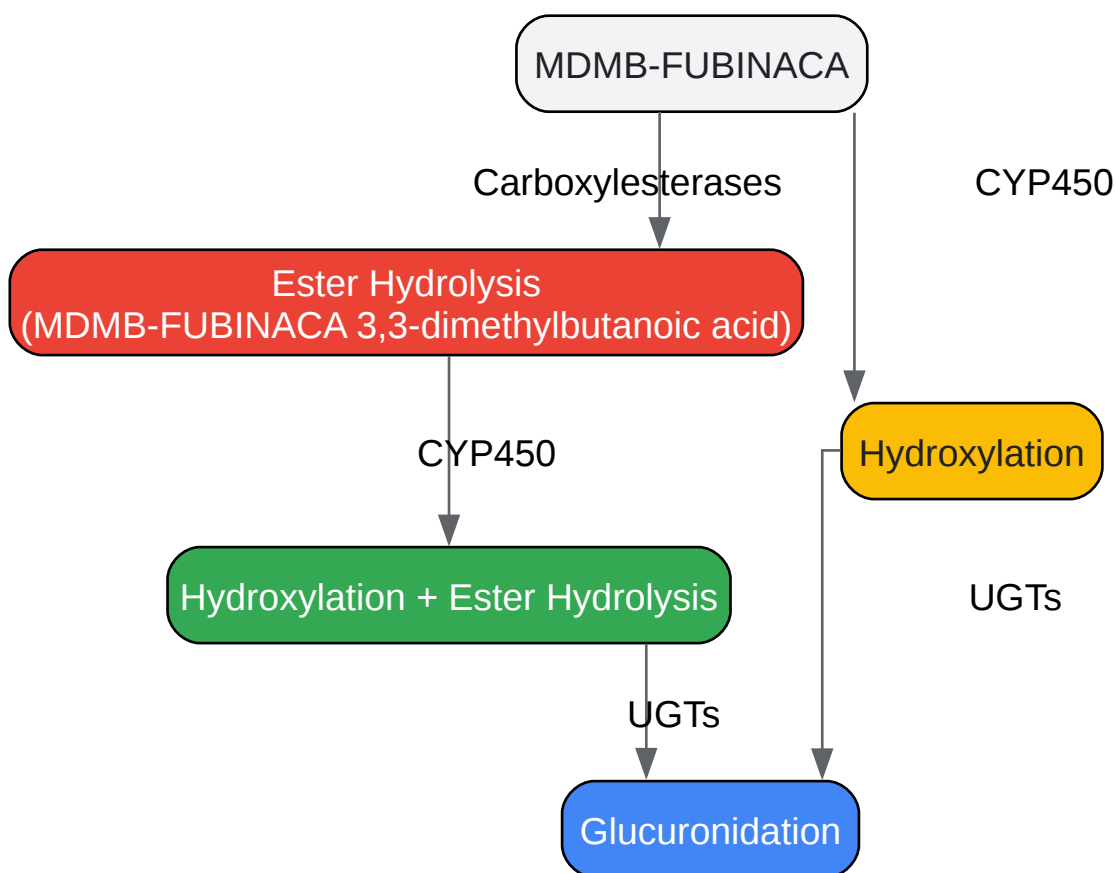 MDMB-FUBINACA
Carboxylesterases
CYP450
Ester Hydrolysis
(MDMB-FUBINACA 3,3-dimethylbutanoic acid)
CYP450
Hydroxylation
Hydroxylation + Ester Hydrolysis
UGTs
UGTs
Glucuronidation